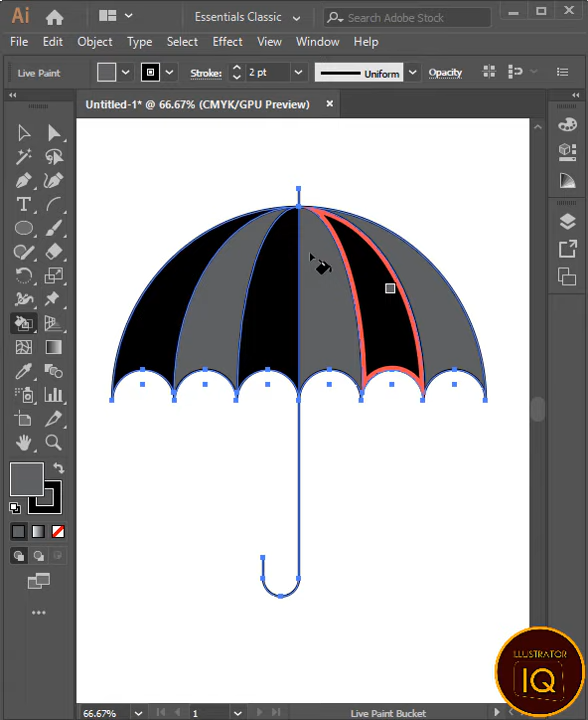 Ai
Essentials Classic
Search Adobe Stock
File Edit Object Type Select Effect View Window Help
Live Paint
Stroke: 2 pt
Uniform
Opacity
Untitled-1* @ 66.67% (CMYK/GPU Preview) ×
T
66.67%
1
Live Paint Bucket
ILLUSTRATOR
IQ